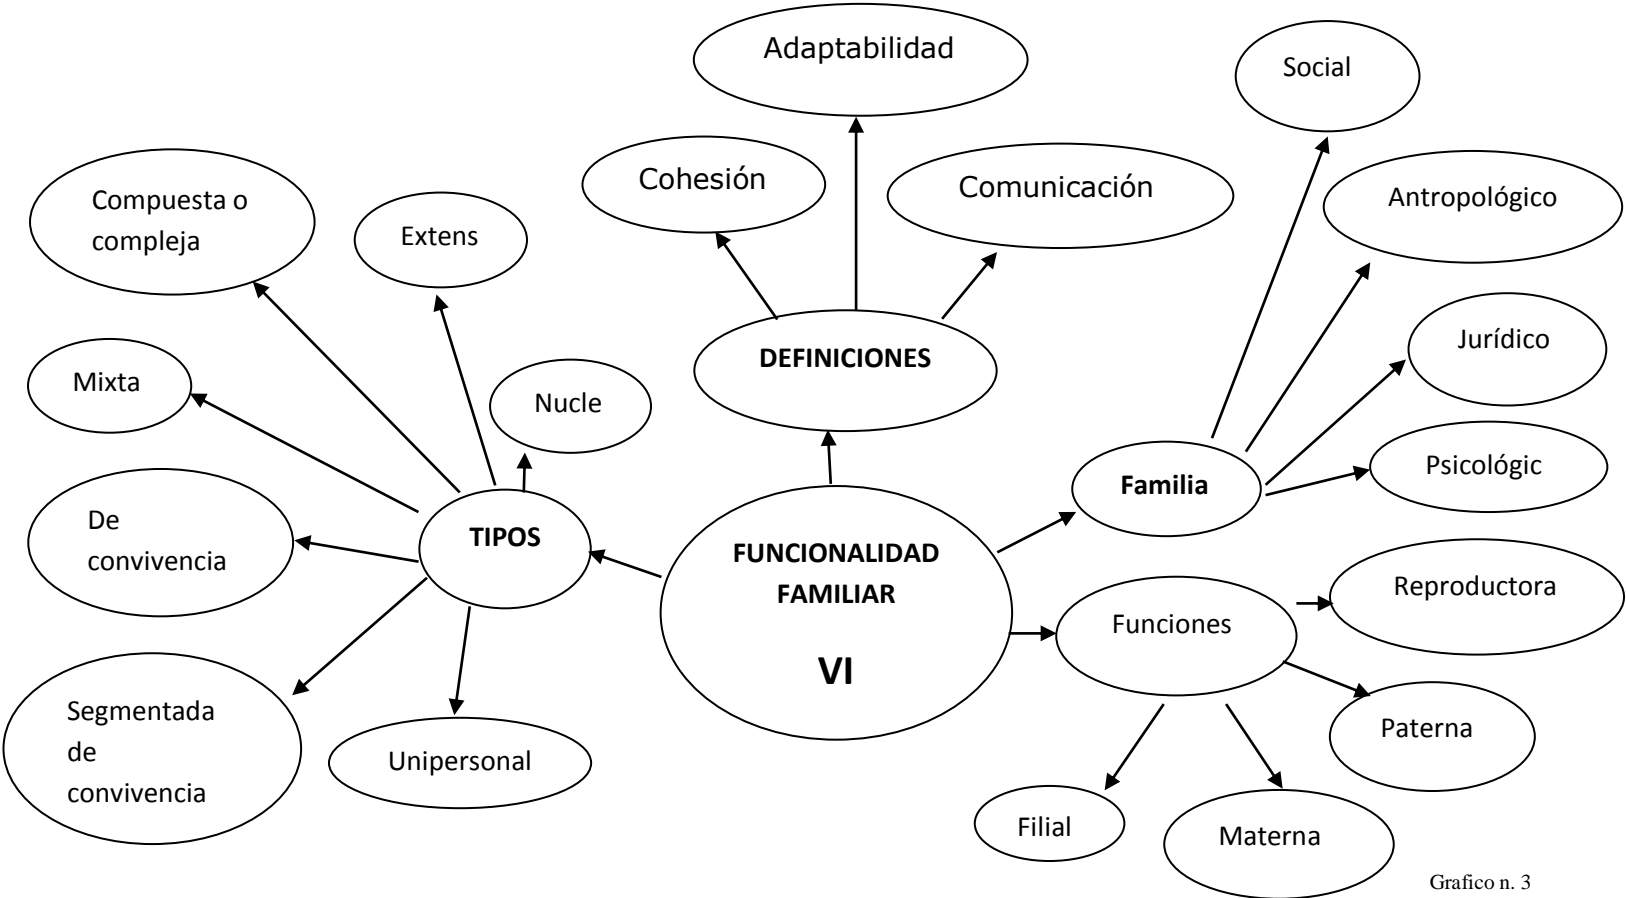 Adaptabilidad
Social
Cohesión
Comunicación
Antropológico
Compuesta o
compleja
Extens
Jurídico
DEFINICIONES
Mixta
Nucle
Psicológic
Familia
De
convivencia
TIPOS
FUNCIONALIDAD
FAMILIAR
VI
Reproductora
Funciones
Segmentada
de
convivencia
Unipersonal
Paterna
Filial
Materna
Grafico n. 3